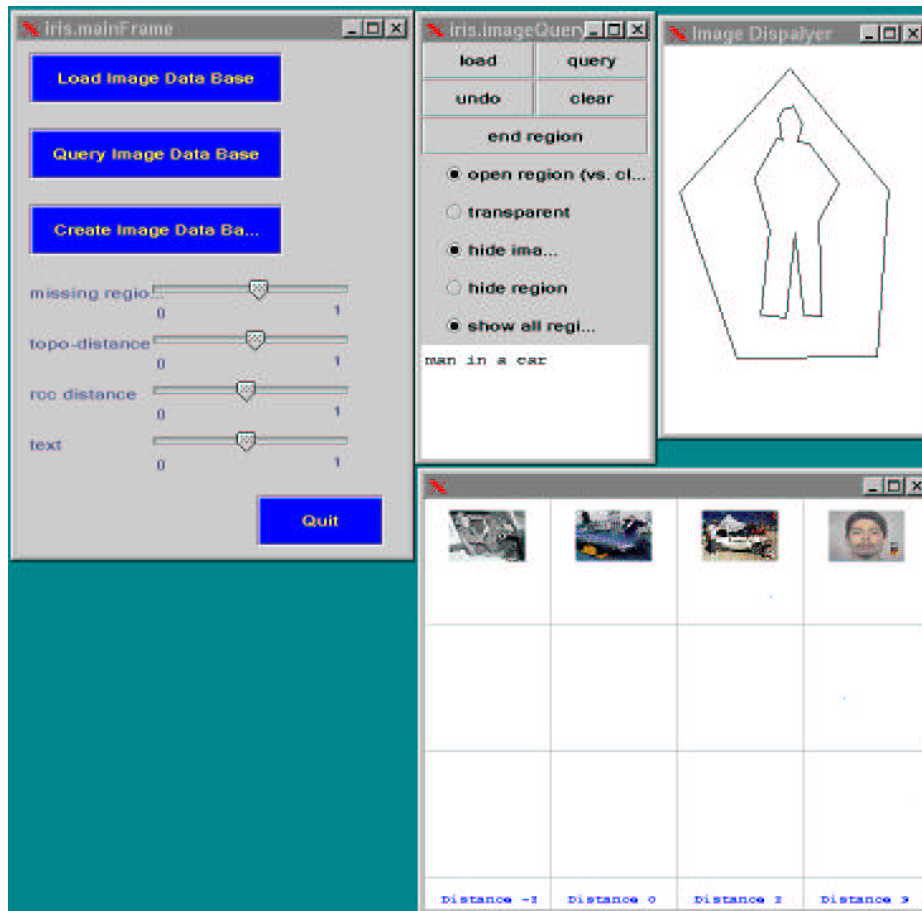 iris.mainFrame
Load Image Data Base
Query Image Data Base
Create Image Data Ba...
missing regio...
0 1
topo-distance
0 1
rcc distance
0 1
text
0 1
Quit
iris.imageQuery
load query
undo clear
end region
open region (vs. cl...
transparent
hide ima...
hide region
show all regi...
man in a car
Image Dispalyer
Distance -3 Distance 0 Distance 3 Distance 9